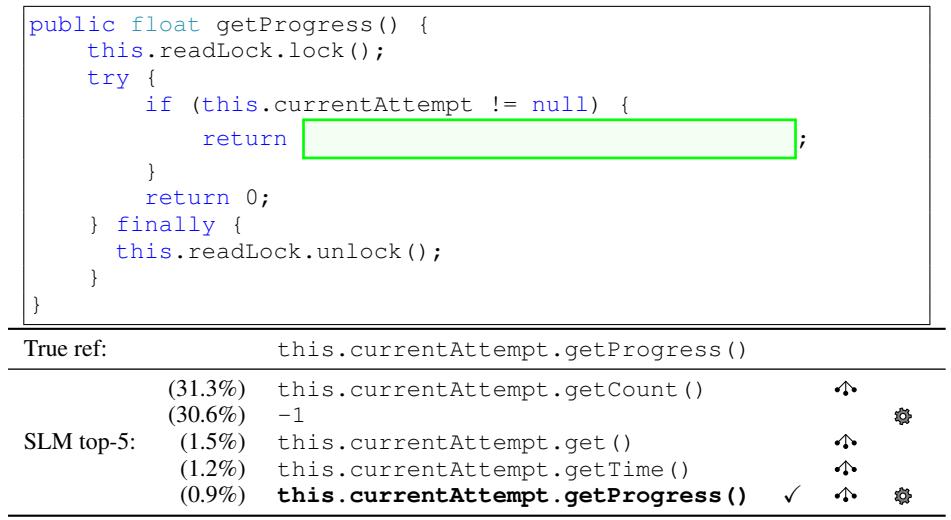 public float getProgress() {
this.readLock.lock();
try {
if (this.currentAttempt != null) {
return ;
}
return 0;
} finally {
this.readLock.unlock();
}
}
True ref: this.currentAttempt.getProgress()
(31.3%) this.currentAttempt.getCount()
(30.6%) -1
SLM top-5: (1.5%) this.currentAttempt.get()
(1.2%) this.currentAttempt.getTime()
(0.9%) this.currentAttempt.getProgress() ✓